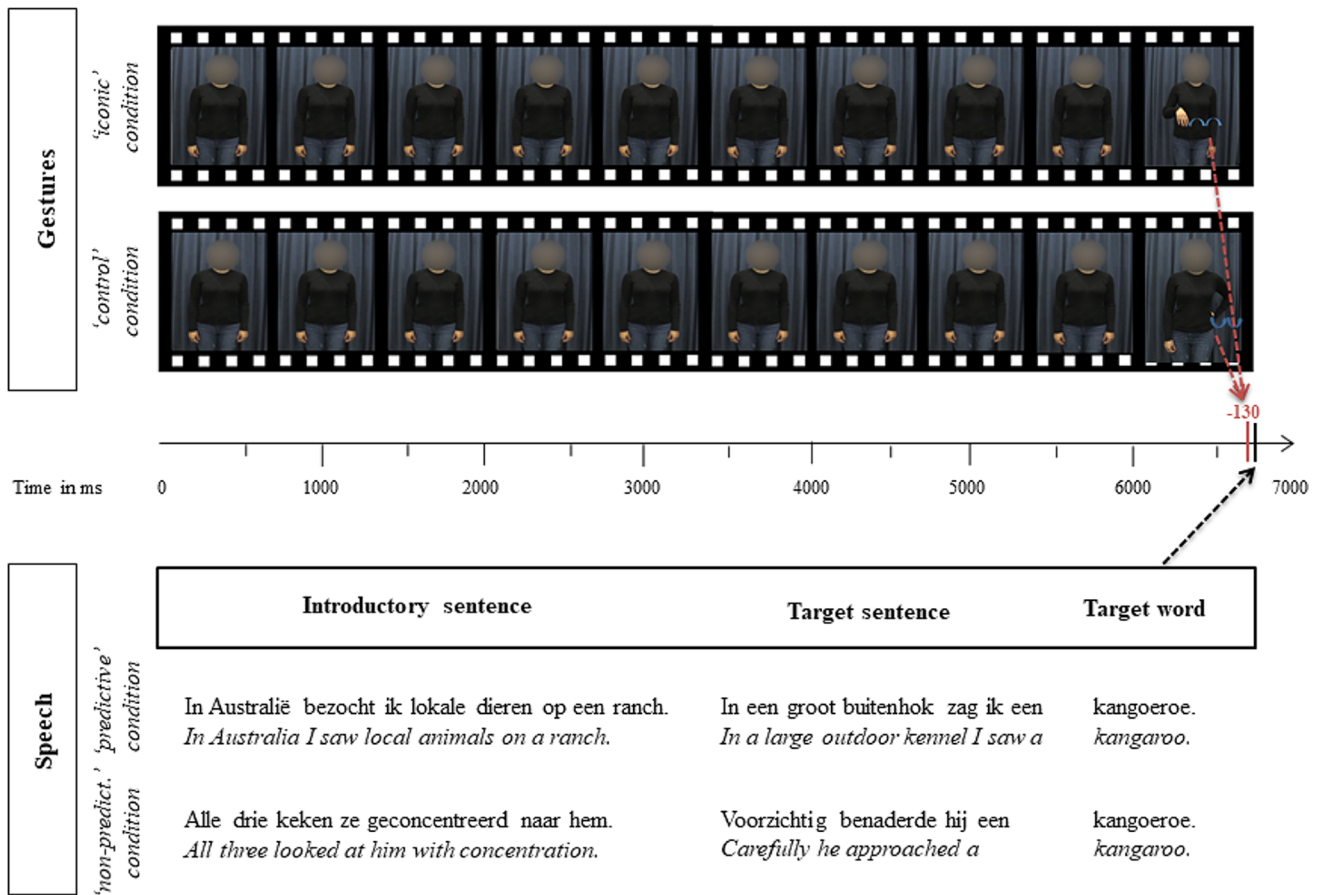 Gestures
‘iconic’
condition
‘control’
condition
-130
Time in ms
0
1000
2000
3000
4000
5000
6000
7000
Speech
Introductory sentence
Target sentence
Target word
‘predictive’
condition
In Australië bezocht ik lokale dieren op een ranch.
In een groot buitenhok zag ik een
kangoeroe.
In Australia I saw local animals on a ranch.
In a large outdoor kennel I saw a
kangaroo.
‘non-predict.’
condition
Alle drie keken ze geconcentreerd naar hem.
Voorzichtig benaderde hij een
kangoeroe.
All three looked at him with concentration.
Carefully he approached a
kangaroo.